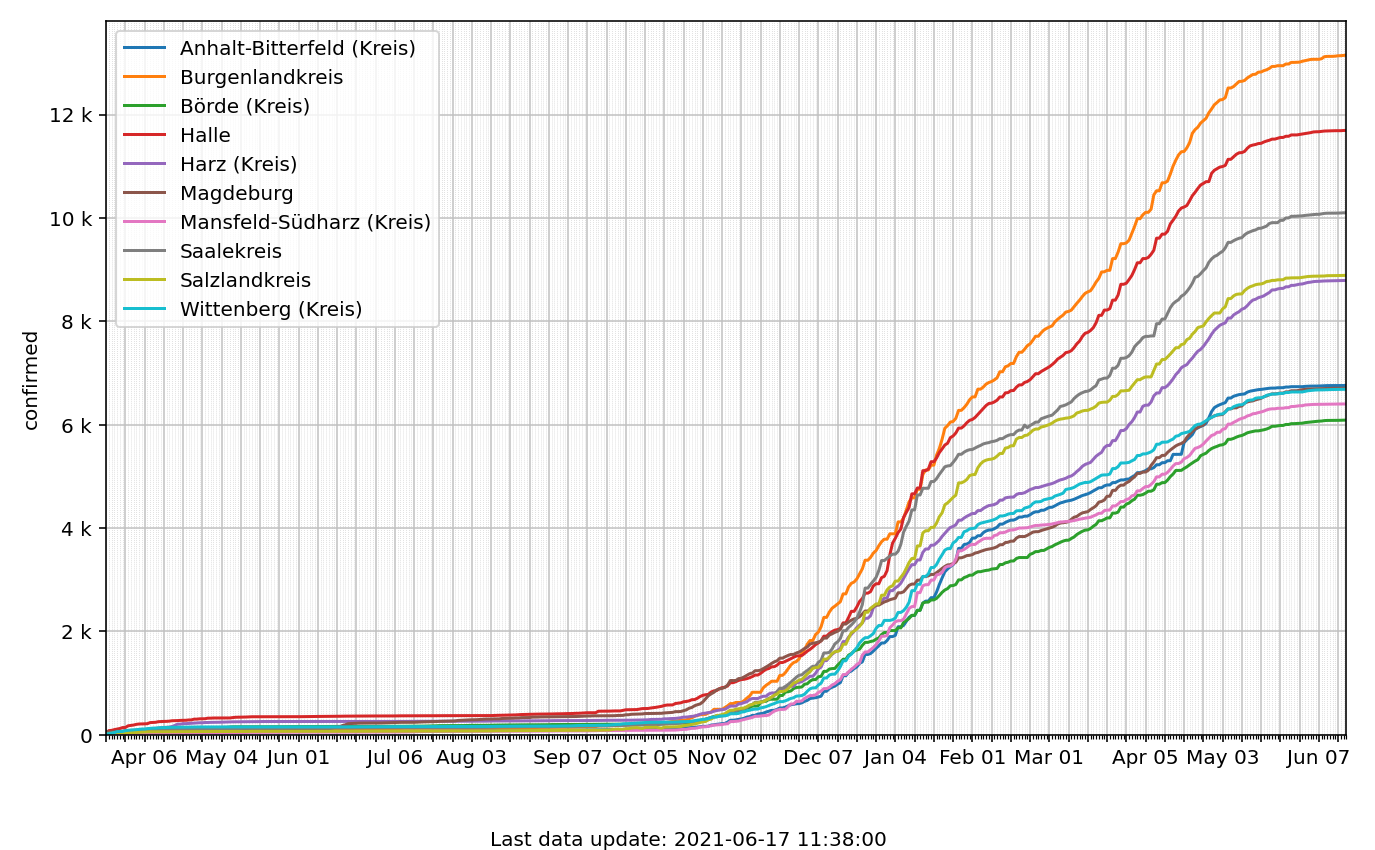 Anhalt-Bitterfeld (Kreis)
Burgenlandkreis
Börde (Kreis)
Halle
Harz (Kreis)
Magdeburg
Mansfeld-Südharz (Kreis)
Saalekreis
Salzlandkreis
Wittenberg (Kreis)
12 k
10 k
8 k
6 k
4 k
2 k
0
confirmed
Apr 06 May 04 Jun 01 Jul 06 Aug 03 Sep 07 Oct 05 Nov 02 Dec 07 Jan 04 Feb 01 Mar 01 Apr 05 May 03 Jun 07
Last data update: 2021-06-17 11:38:00